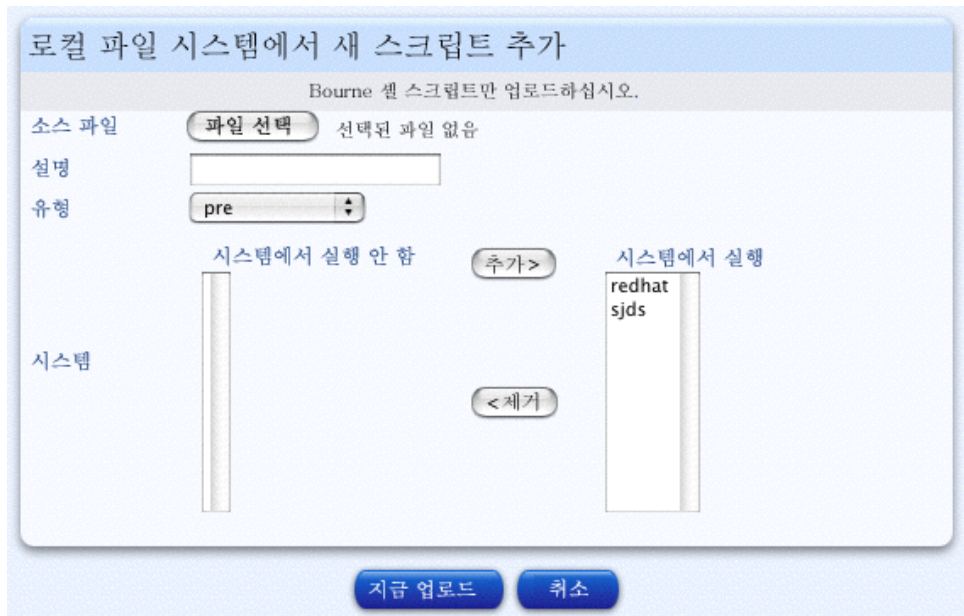 로컬 파일 시스템에서 새 스크립트 추가
Bourne 셸 스크립트만 업로드하십시오.
소스 파일 파일 선택 선택된 파일 없음
설명
유형 pre
시스템에서 실행 안 함 추가> 시스템에서 실행
redhat
sjds
시스템
<제거
지금 업로드 취소